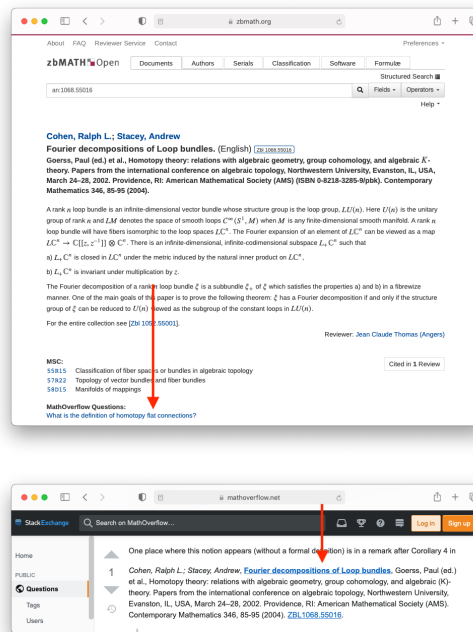 zbmath.org
About FAQ Reviewer Service Contact Preferences
zbMATH Open Documents Authors Serials Classification Software Formulæ
Structured Search
an:1068.55016 Fields Operators
Help
Cohen, Ralph L.; Stacey, Andrew
Fourier decompositions of Loop bundles. (English) Zbl 1068.55016
Goerss, Paul (ed.) et al., Homotopy theory: relations with algebraic geometry, group cohomology, and algebraic K-
theory. Papers from the international conference on algebraic topology, Northwestern University, Evanston, IL, USA,
March 24–28, 2002. Providence, RI: American Mathematical Society (AMS) (ISBN 0-8218-3285-9/pbk). Contemporary
Mathematics 346, 85-95 (2004).
A rank n loop bundle is an infinite-dimensional vector bundle whose structure group is the loop group, LU(n). Here U(n) is the unitary
group of rank n and LM denotes the space of smooth loops C^∞(S¹, M) when M is any finite-dimensional smooth manifold. A rank n
loop bundle will have fibers isomorphic to the loop spaces Lℂⁿ. The Fourier expansion of an element of Lℂⁿ can be viewed as a map
Lℂⁿ → ℂ[[z, z⁻¹]] ⊗ ℂⁿ. There is an infinite-dimensional, infinite-codimensional subspace L₊ℂⁿ such that
a) L₊ℂⁿ is closed in Lℂⁿ under the metric induced by the natural inner product on Lℂⁿ,
b) L₊ℂⁿ is invariant under multiplication by z.
The Fourier decomposition of a rank n loop bundle ξ is a subbundle ξ₊ of ξ which satisfies the properties a) and b) in a fibrewize
manner. One of the main goals of this paper is to prove the following theorem: ξ has a Fourier decomposition if and only if the structure
group of ξ can be reduced to U(n) viewed as the subgroup of the constant loops in LU(n).
For the entire collection see [Zbl 1052.55001].
Reviewer: Jean Claude Thomas (Angers)
MSC: Cited in 1 Review
55R15 Classification of fiber spaces or bundles in algebraic topology
57R22 Topology of vector bundles and fiber bundles
58D15 Manifolds of mappings
MathOverflow Questions:
What is the definition of homotopy flat connections?
mathoverflow.net
StackExchange Search on MathOverflow... Log in Sign up
Home One place where this notion appears (without a formal definition) is in a remark after Corollary 4 in
PUBLIC 1 Cohen, Ralph L.; Stacey, Andrew, Fourier decompositions of Loop bundles, Goerss, Paul (ed.)
Questions et al., Homotopy theory: relations with algebraic geometry, group cohomology, and algebraic (K)-
theory. Papers from the international conference on algebraic topology, Northwestern University,
Tags Evanston, IL, USA, March 24–28, 2002. Providence, RI: American Mathematical Society (AMS).
Users Contemporary Mathematics 346, 85-95 (2004). ZBL1068.55016.